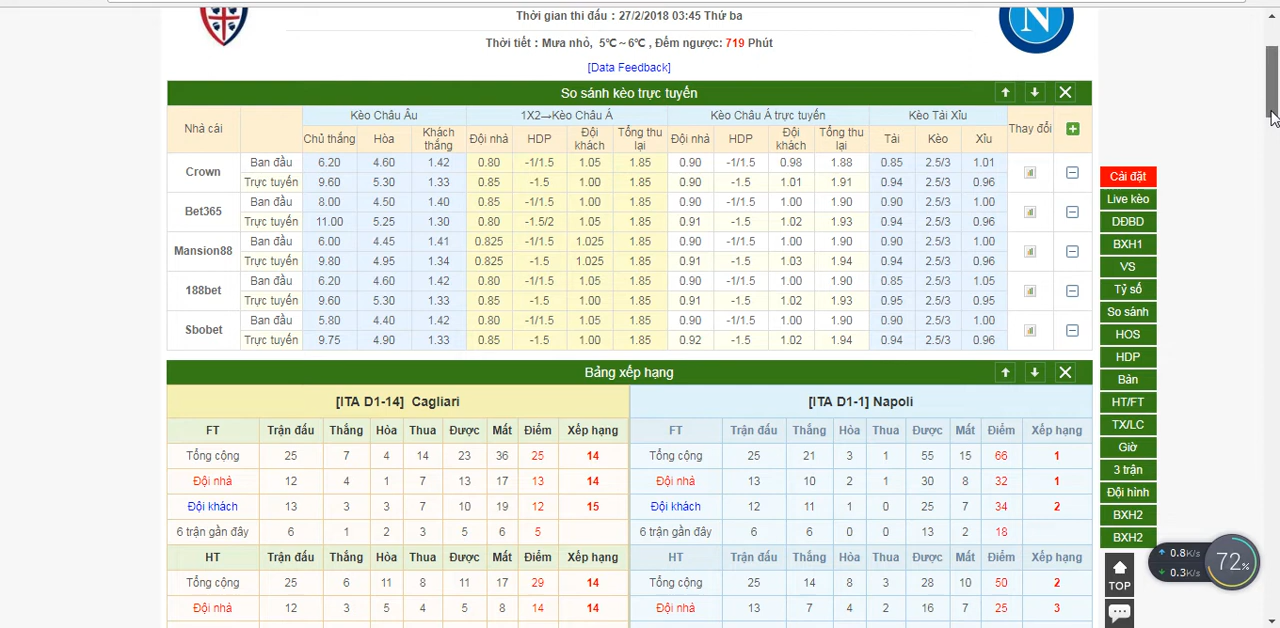 Thời gian thi đấu : 27/2/2018 03:45 Thứ ba
Thời tiết : Mưa nhỏ, 5℃~6℃ , Đếm ngược: 719 Phút
[Data Feedback]
So sánh kèo trực tuyến
Nhà cái Kèo Châu Âu 1X2→Kèo Châu Á Kèo Châu Á trực tuyến Kèo Tài Xỉu Thay đổi
Chủ thắng Hòa Khách thắng Đội nhà HDP Đội khách Tổng thu lại Đội nhà HDP Đội khách Tổng thu lại Tài Kèo Xỉu
Crown Ban đầu 6.20 4.60 1.42 0.80 -1/1.5 1.05 1.85 0.90 -1/1.5 0.98 1.88 0.85 2.5/3 1.01
Trực tuyến 9.60 5.30 1.33 0.85 -1.5 1.00 1.85 0.90 -1.5 1.01 1.91 0.94 2.5/3 0.96
Bet365 Ban đầu 8.00 4.50 1.40 0.85 -1/1.5 1.00 1.85 0.90 -1/1.5 1.00 1.90 0.90 2.5/3 1.00
Trực tuyến 11.00 5.25 1.30 0.80 -1.5/2 1.05 1.85 0.91 -1.5 1.02 1.93 0.94 2.5/3 0.96
Mansion88 Ban đầu 6.00 4.45 1.41 0.825 -1/1.5 1.025 1.85 0.90 -1/1.5 1.00 1.90 0.90 2.5/3 1.00
Trực tuyến 9.80 4.95 1.34 0.825 -1.5 1.025 1.85 0.91 -1.5 1.03 1.94 0.94 2.5/3 0.96
188bet Ban đầu 6.20 4.60 1.42 0.80 -1/1.5 1.05 1.85 0.90 -1/1.5 1.00 1.90 0.85 2.5/3 1.05
Trực tuyến 9.60 5.30 1.33 0.85 -1.5 1.00 1.85 0.91 -1.5 1.02 1.93 0.95 2.5/3 0.95
Sbobet Ban đầu 5.80 4.40 1.42 0.80 -1/1.5 1.05 1.85 0.90 -1/1.5 1.00 1.90 0.90 2.5/3 1.00
Trực tuyến 9.75 4.90 1.33 0.85 -1.5 1.00 1.85 0.92 -1.5 1.02 1.94 0.94 2.5/3 0.96
Bảng xếp hạng
[ITA D1-14] Cagliari [ITA D1-1] Napoli
FT Trận đấu Thắng Hòa Thua Được Mất Điểm Xếp hạng FT Trận đấu Thắng Hòa Thua Được Mất Điểm Xếp hạng
Tổng cộng 25 7 4 14 23 36 25 14 Tổng cộng 25 21 3 1 55 15 66 1
Đội nhà 12 4 1 7 13 17 13 14 Đội nhà 13 10 2 1 30 8 32 1
Đội khách 13 3 3 7 10 19 12 15 Đội khách 12 11 1 0 25 7 34 2
6 trận gần đây 6 1 2 3 5 6 5 6 trận gần đây 6 6 0 0 13 2 18
HT Trận đấu Thắng Hòa Thua Được Mất Điểm Xếp hạng HT Trận đấu Thắng Hòa Thua Được Mất Điểm Xếp hạng
Tổng cộng 25 6 11 8 11 17 29 14 Tổng cộng 25 14 8 3 28 10 50 2
Đội nhà 12 3 5 4 5 8 14 14 Đội nhà 13 7 4 2 16 7 25 3
Cài đặt
Live kèo
DĐBD
BXH1
VS
Tỷ số
So sánh
HOS
HDP
Bàn
HT/FT
TX/LC
Giờ
3 trận
Đội hình
BXH2
BXH2
0.8K/s
0.3K/s
72%
TOP
N